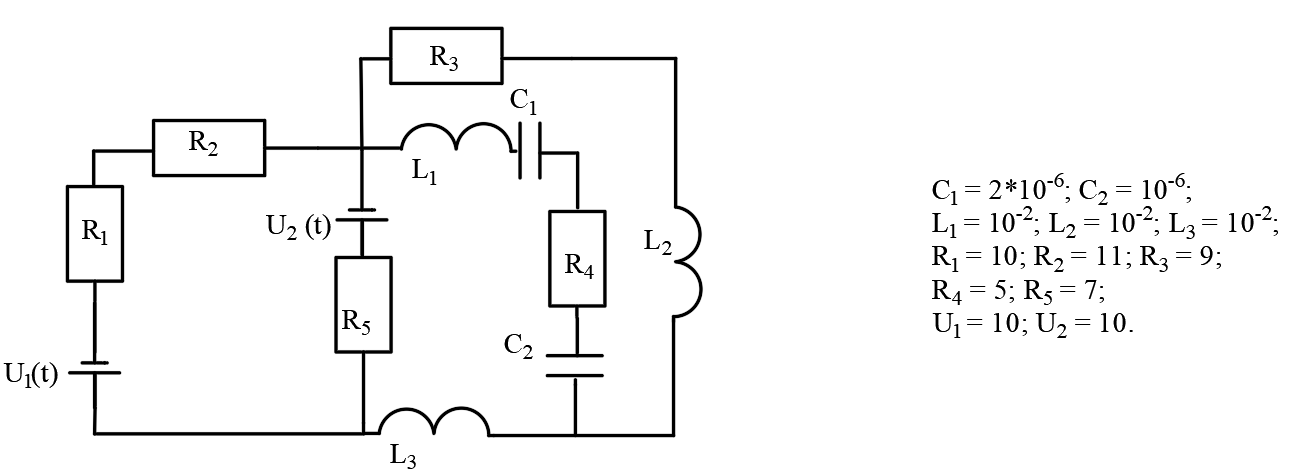 R₃
C₁
R₂
L₁
R₁
U₂ (t)
L₂
R₄
R₅
C₂
U₁(t)
L₃
C₁ = 2*10⁻⁶; C₂ = 10⁻⁶;
L₁ = 10⁻²; L₂ = 10⁻²; L₃ = 10⁻²;
R₁ = 10; R₂ = 11; R₃ = 9;
R₄ = 5; R₅ = 7;
U₁ = 10; U₂ = 10.